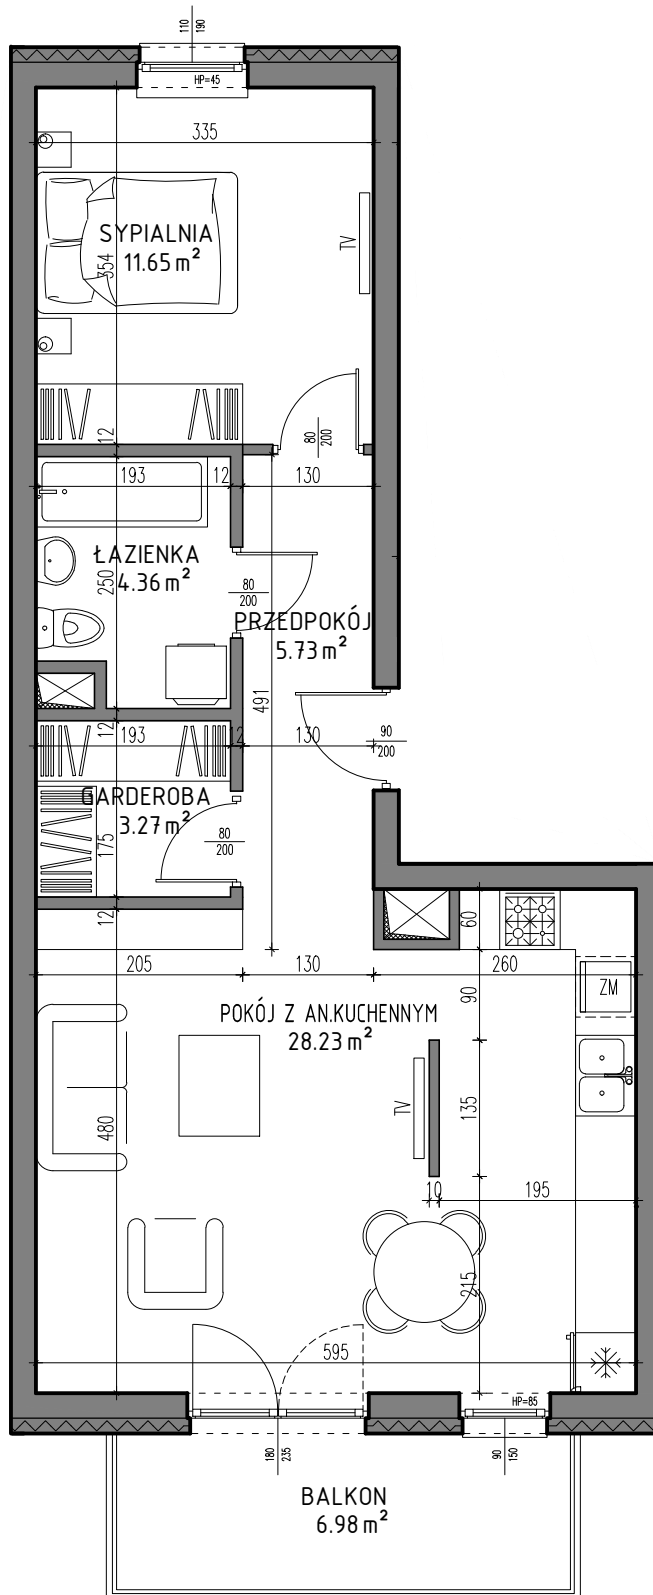 110
190
HP=45
335
SYPIALNIA
11.65 m²
354
TV
12
80
200
193
12
130
ŁAZIENKA
4.36 m²
250
80
200
PRZEDPOKÓJ
5.73 m²
491
12
193
12
130
90
200
GARDEROBA
3.27 m²
175
80
200
12
60
205
130
260
ZM
90
POKÓJ Z AN.KUCHENNYM
28.23 m²
480
TV
135
10
195
215
595
HP=85
180
235
90
150
BALKON
6.98 m²